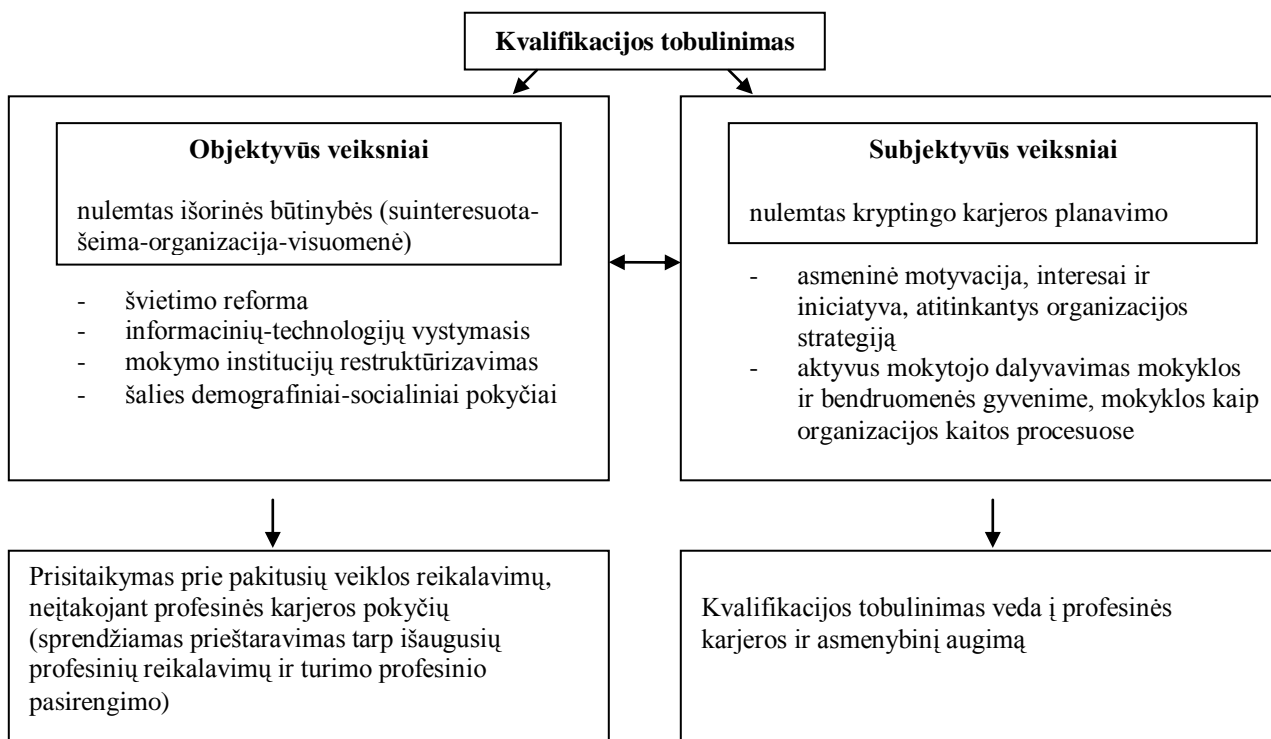 Kvalifikacijos tobulinimas
Objektyvūs veiksniai
nulemtas išorinės būtinybės (suinteresuota-
šeima-organizacija-visuomenė)
- švietimo reforma
- informacinių-technologijų vystymasis
- mokymo institucijų restruktūrizavimas
- šalies demografiniai-socialiniai pokyčiai
Subjektyvūs veiksniai
nulemtas kryptingo karjeros planavimo
- asmeninė motyvacija, interesai ir
iniciatyva, atitinkantys organizacijos
strategiją
- aktyvus mokytojo dalyvavimas mokyklos
ir bendruomenės gyvenime, mokyklos kaip
organizacijos kaitos procesuose
Prisitaikymas prie pakitusių veiklos reikalavimų,
neįtakojant profesinės karjeros pokyčių
(sprendžiamas prieštaravimas tarp išaugusių
profesinių reikalavimų ir turimo profesinio
pasirengimo)
Kvalifikacijos tobulinimas veda į profesinės
karjeros ir asmenybinį augimą